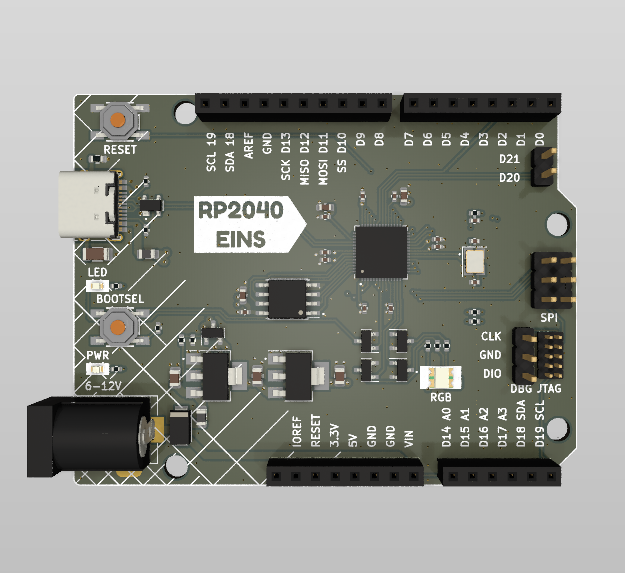 RESET
SCL 19
SDA 18
AREF
GND
SCK D13
MISO D12
MOSI D11
SS D10
D9
D8
D7
D6
D5
D4
D3
D2
D1
D0
D21
D20
RP2040
EINS
LED
BOOTSEL
SPI
PWR
6-12V
CLK
GND
DIO
DBG JTAG
RGB
IOREF
RESET
3.3V
5V
GND
GND
VIN
D14 A0
D15 A1
D16 A2
D17 A3
D18 SDA
D19 SCL